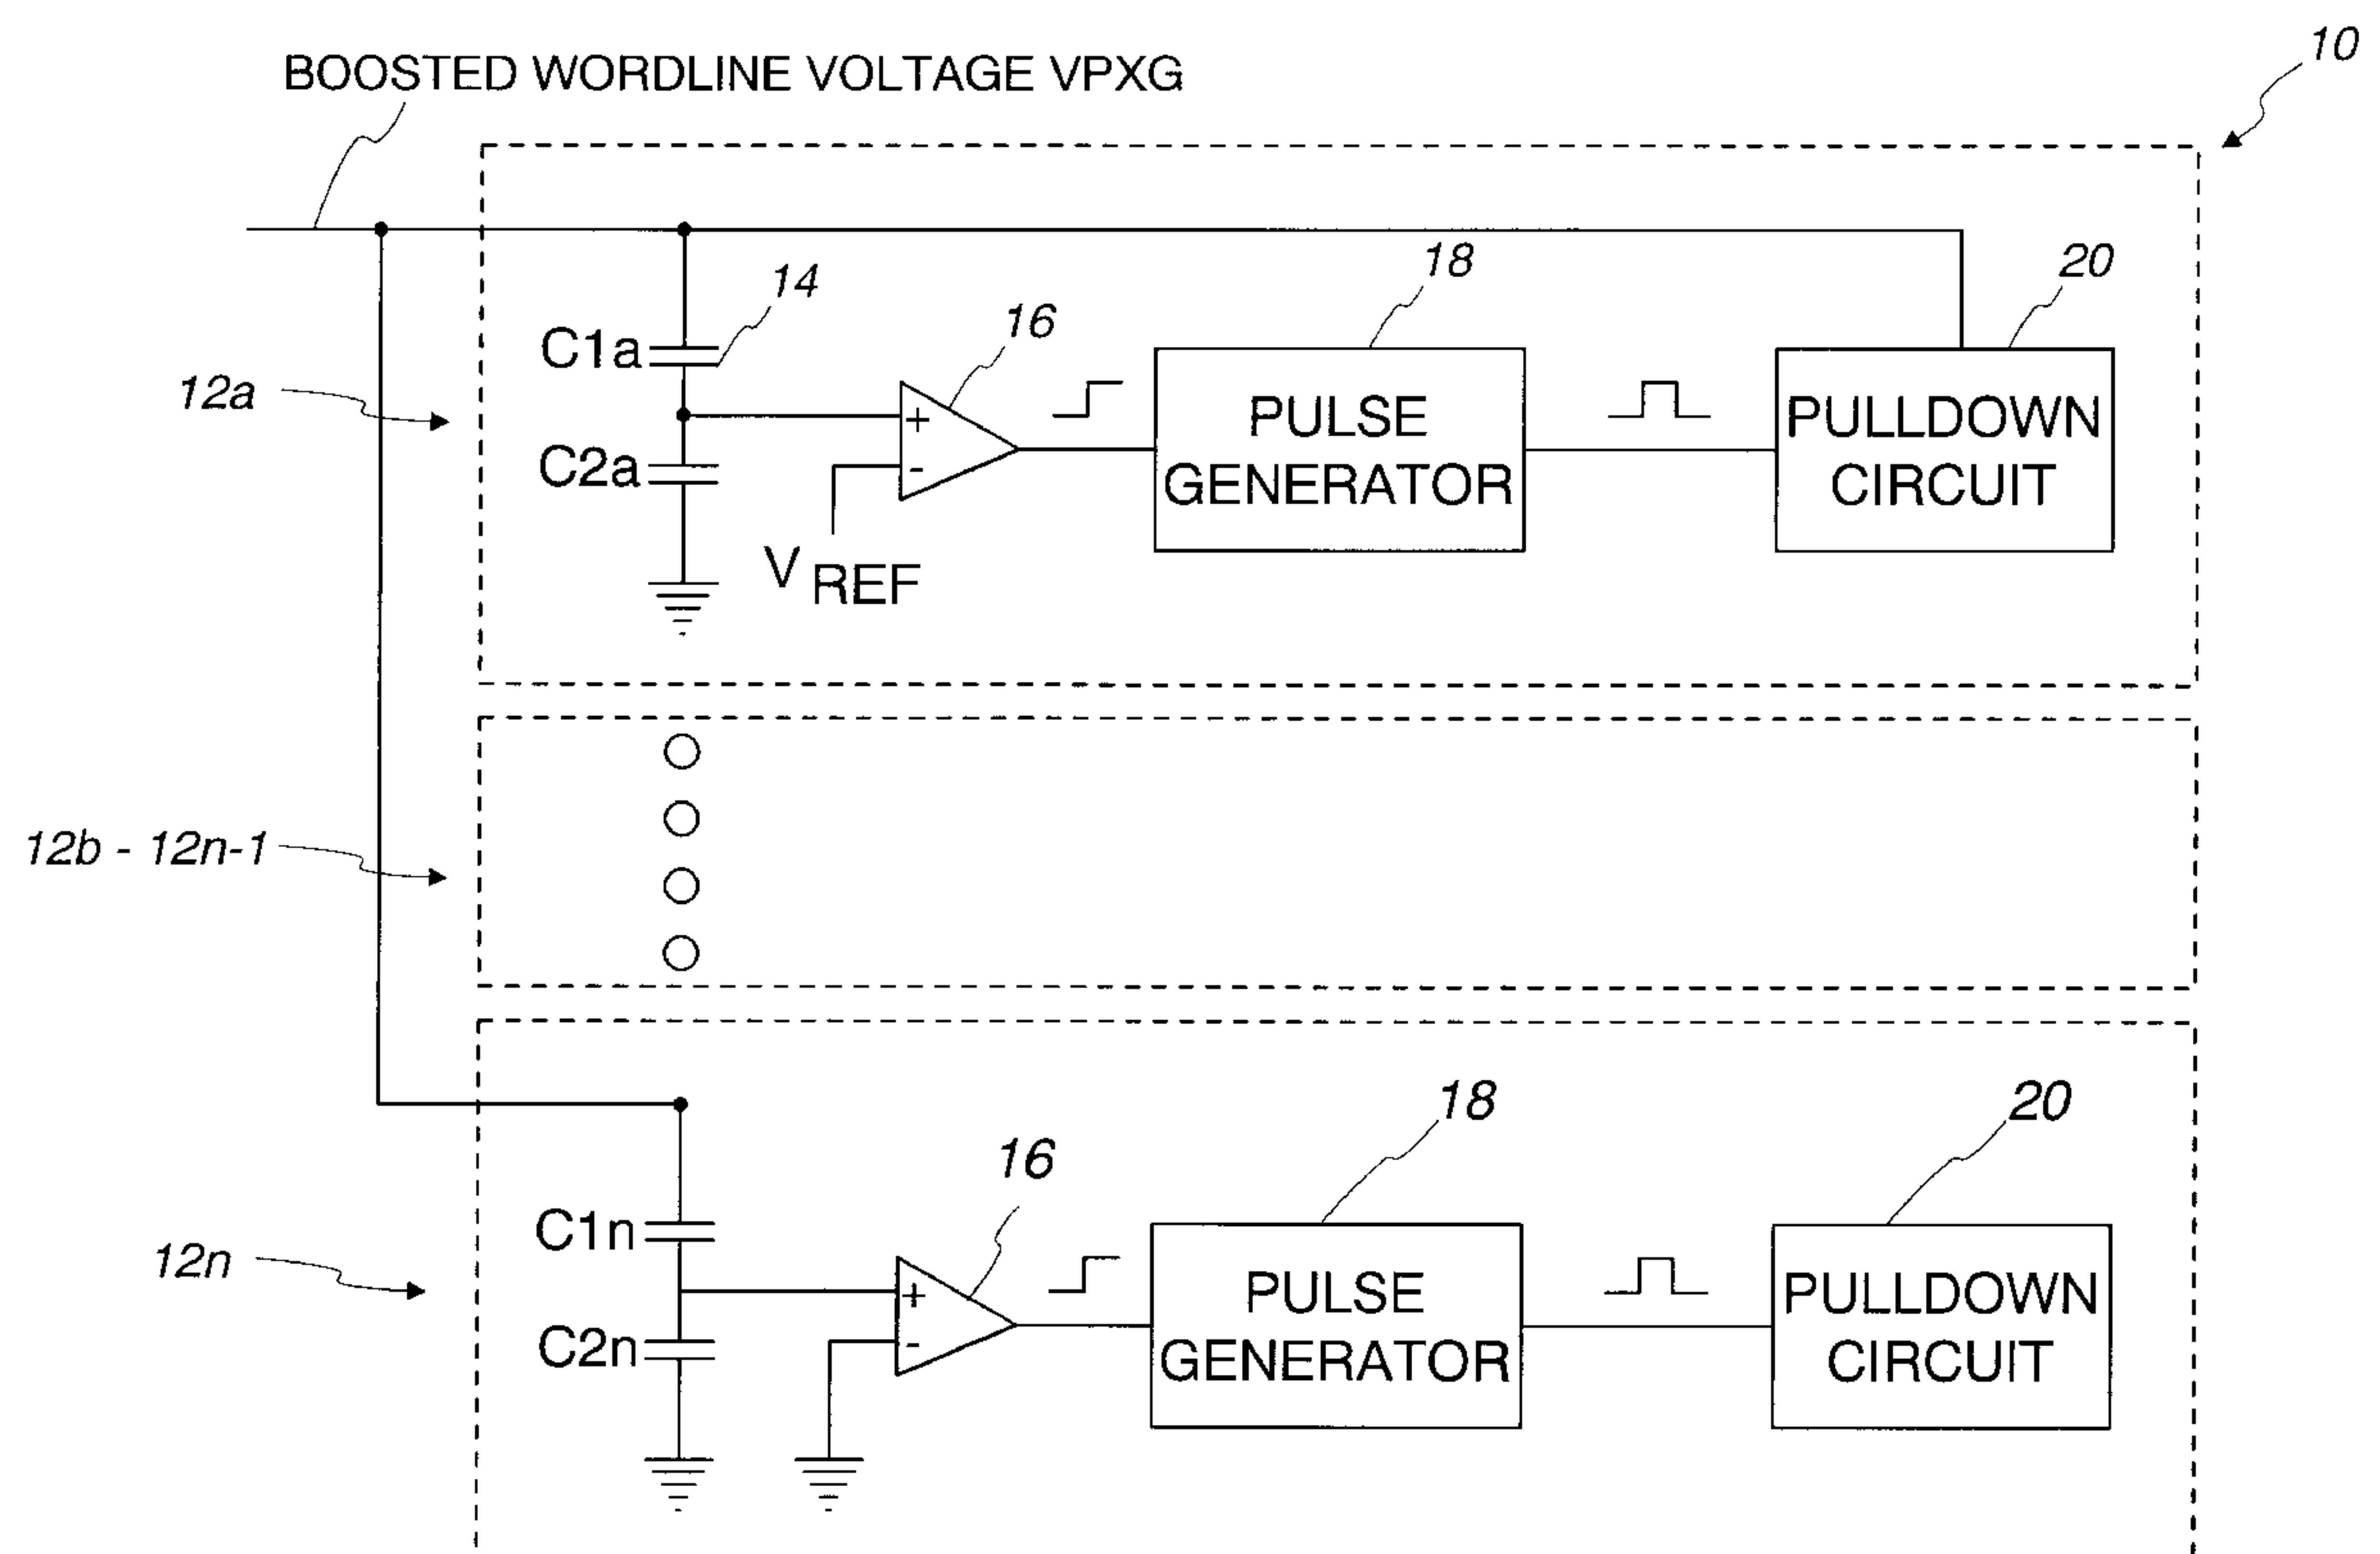 10
BOOSTED WORDLINE VOLTAGE VPXG
18
20
14
16
C1a
12a
+
PULSE
GENERATOR
PULLDOWN
CIRCUIT
C2a
-
V REF
12b - 12n-1
18
20
16
C1n
12n
+
PULSE
GENERATOR
PULLDOWN
CIRCUIT
C2n
-